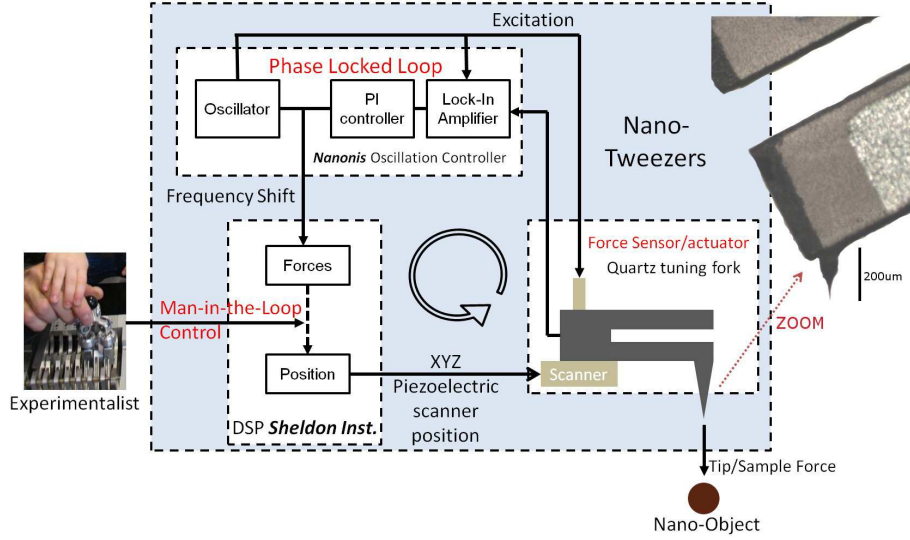 Excitation
Phase Locked Loop
Oscillator
PI
controller
Lock-In
Amplifier
Nanonis Oscillation Controller
Nano-
Tweezers
Frequency Shift
Force Sensor/actuator
Quartz tuning fork
200um
Forces
Man-in-the-Loop
Control
ZOOM
Position
XYZ
Piezoelectric
scanner
position
Scanner
Experimentalist
DSP Sheldon Inst.
Tip/Sample Force
Nano-Object